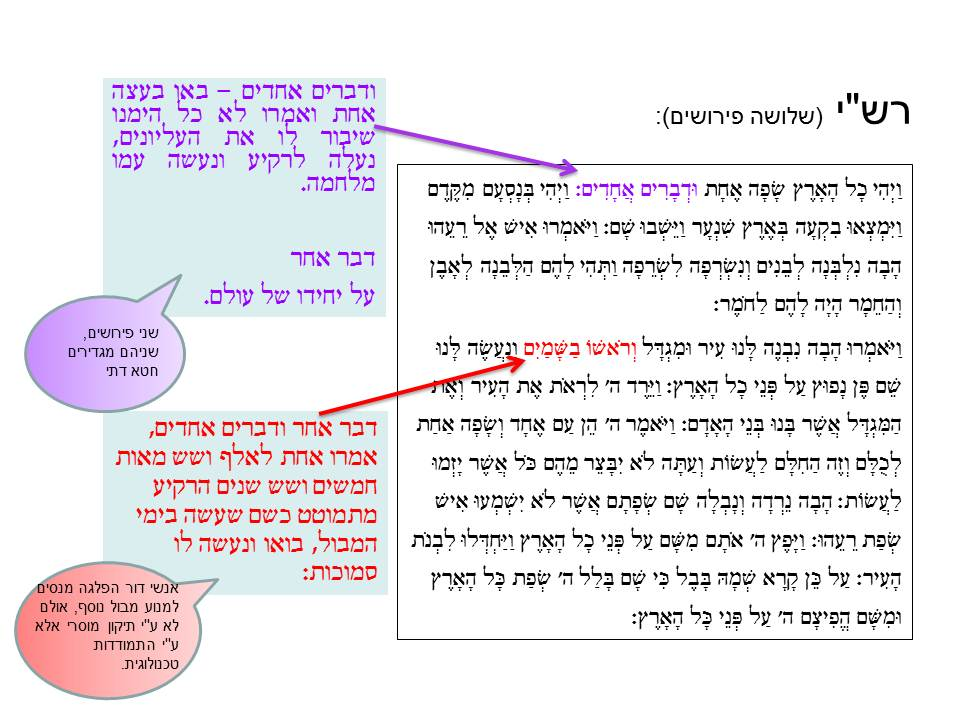 רש"י (שלושה פירושים):
וַיְהִי כָל הָאָרֶץ שָׂפָה אֶחָת וּדְבָרִים אֲחָדִים: וַיְהִי בְּנָסְעָם מִקֶּדֶם
וַיִּמְצְאוּ בִקְעָה בְּאֶרֶץ שִׁנְעָר וַיֵּשְׁבוּ שָׁם: וַיֹּאמְרוּ אִישׁ אֶל רֵעֵהוּ
הָבָה נִלְבְּנָה לְבֵנִים וְנִשְׂרְפָה לִשְׂרֵפָה וַתְּהִי לָהֶם הַלְּבֵנָה לְאָבֶן
וְהַחֵמָר הָיָה לָהֶם לַחֹמֶר:
וַיֹּאמְרוּ הָבָה נִבְנֶה לָּנוּ עִיר וּמִגְדָּל וְרֹאשׁוֹ בַשָּׁמַיִם וְנַעֲשֶׂה לָּנוּ
שֵׁם פֶּן נָפוּץ עַל פְּנֵי כָל הָאָרֶץ: וַיֵּרֶד ה' לִרְאֹת אֶת הָעִיר וְאֶת
הַמִּגְדָּל אֲשֶׁר בָּנוּ בְּנֵי הָאָדָם: וַיֹּאמֶר ה' הֵן עַם אֶחָד וְשָׂפָה אַחַת
לְכֻלָּם וְזֶה הַחִלָּם לַעֲשׂוֹת וְעַתָּה לֹא יִבָּצֵר מֵהֶם כֹּל אֲשֶׁר יָזְמוּ
לַעֲשׂוֹת: הָבָה נֵרְדָה וְנָבְלָה שָׁם שְׂפָתָם אֲשֶׁר לֹא יִשְׁמְעוּ אִישׁ
שְׂפַת רֵעֵהוּ: וַיָּפֶץ ה' אֹתָם מִשָּׁם עַל פְּנֵי כָל הָאָרֶץ וַיַּחְדְּלוּ לִבְנֹת
הָעִיר: עַל כֵּן קָרָא שְׁמָהּ בָּבֶל כִּי שָׁם בָּלַל ה' שְׂפַת כָּל הָאָרֶץ
וּמִשָּׁם הֱפִיצָם ה' עַל פְּנֵי כָּל הָאָרֶץ:
ודברים אחדים – באו בעצה
אחת ואמרו לא כל הימנו
שיבור לו את העליונים,
נעלה לרקיע ונעשה עמו
מלחמה.
דבר אחר
על יחידו של עולם.
שני פירושים,
שניהם מגדירים
חטא דתי
דבר אחר ודברים אחדים,
אמרו אחת לאלף ושש מאות
חמשים ושש שנים הרקיע
מתמוטט כשם שעשה בימי
המבול, בואו ונעשה לו
סמוכות:
אנשי דור הפלגה מנסים
למנוע מבול נוסף, אולם
לא ע"י תיקון מוסרי אלא
ע"י התמודדות
טכנולוגית.